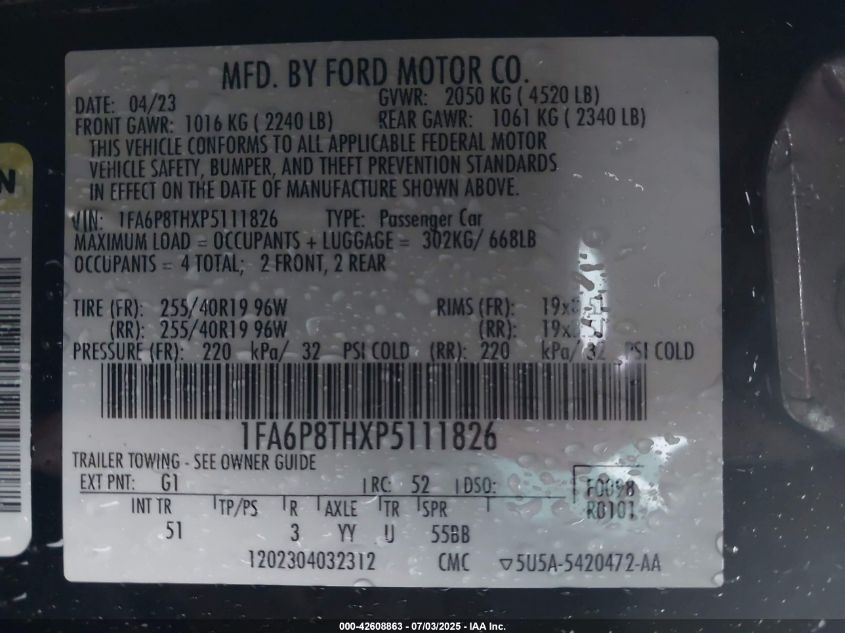 MFD. BY FORD MOTOR CO.
DATE: 04/23 GVWR: 2050 KG ( 4520 LB)
FRONT GAWR: 1016 KG ( 2240 LB) REAR GAWR: 1061 KG ( 2340 LB)
THIS VEHICLE CONFORMS TO ALL APPLICABLE FEDERAL MOTOR
VEHICLE SAFETY, BUMPER, AND THEFT PREVENTION STANDARDS
IN EFFECT ON THE DATE OF MANUFACTURE SHOWN ABOVE.
N
VIN: 1FA6P8THXP5111826 TYPE: Passenger Car
MAXIMUM LOAD = OCCUPANTS + LUGGAGE = 302KG/ 668LB
OCCUPANTS = 4 TOTAL; 2 FRONT, 2 REAR
TIRE (FR): 255/40R19 96W RIMS (FR):
(RR): 255/40R19 96W (RR):
PRESSURE (FR): 220 kPa/ 32 PSI COLD (RR): 220 kPa/ 32 PSI COLD
1FA6P8THXP5111826
TRAILER TOWING - SEE OWNER GUIDE
EXT PNT: G1 RC: 52 DSO: F0098
INT TR TP/PS R AXLE TR SPR R0101
51 3 YY U 55BB
1202304032312 CMC ▽5U5A-5420472-AA
000-42608863 - 07/03/2025 - IAA Inc.